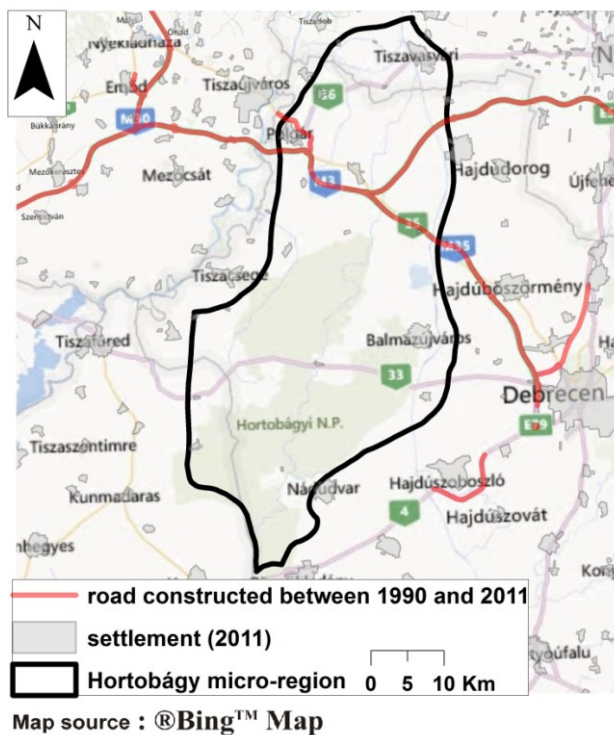 N
Tiszadob
Nyékládháza
Tiszavasvári
Tiszaújváros
Emőd
M30
Polgár
Bükkábrány
Mezőkeresztes
Mezőcsát
M3
Hajdúdorog
Szentistván
35
M35
Tiszacsege
Hajdúböszörmény
Tiszafüred
Balmazújváros
33
Debrecen
Hortobágyi N.P.
E79
Tiszaszentimre
Kunmadaras
Nádudvar
Hajdúszoboszló
4
Hajdúszovát
road constructed between 1990 and 2011
settlement (2011)
Hortobágy micro-region
0 5 10 Km
Map source : ®Bing™ Map